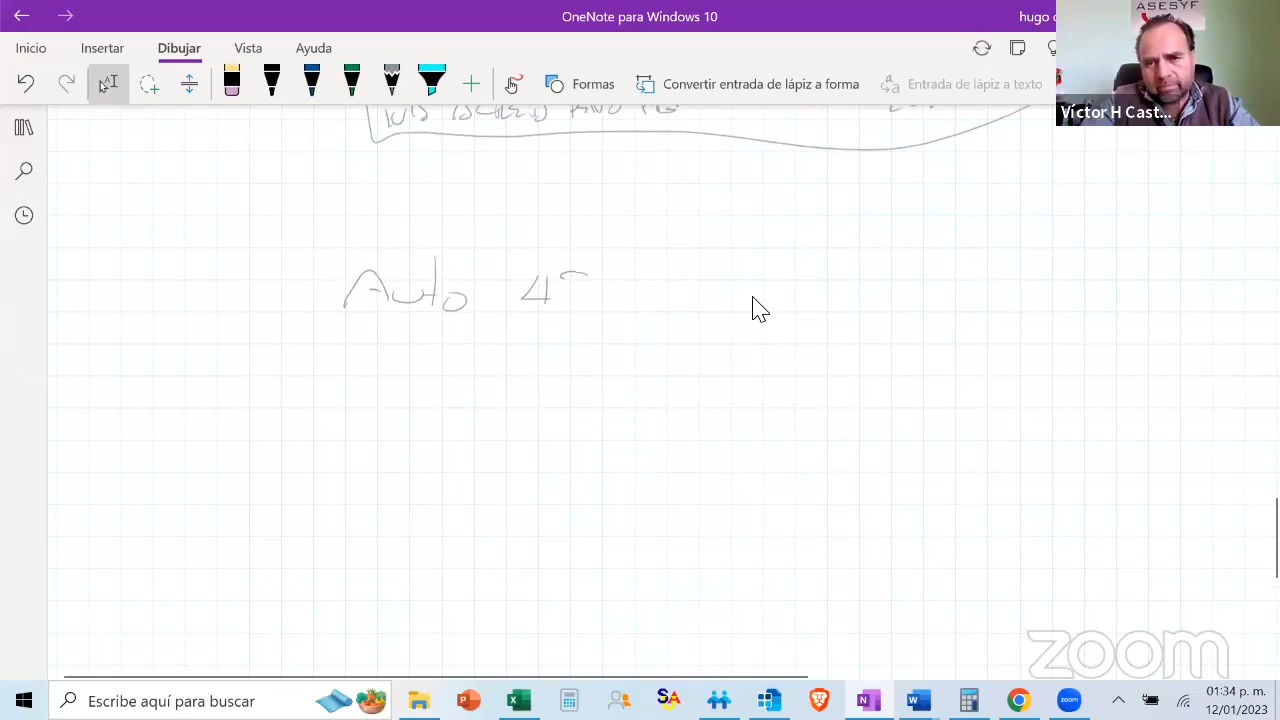 OneNote para Windows 10
hugo c
ASESYF
Inicio Insertar Dibujar Vista Ayuda
Formas Convertir entrada de lápiz a forma Entrada de lápiz a texto
Víctor H Cast...
Auto 4
zoom
Escribe aquí para buscar
01:04 p. m.
12/01/2023